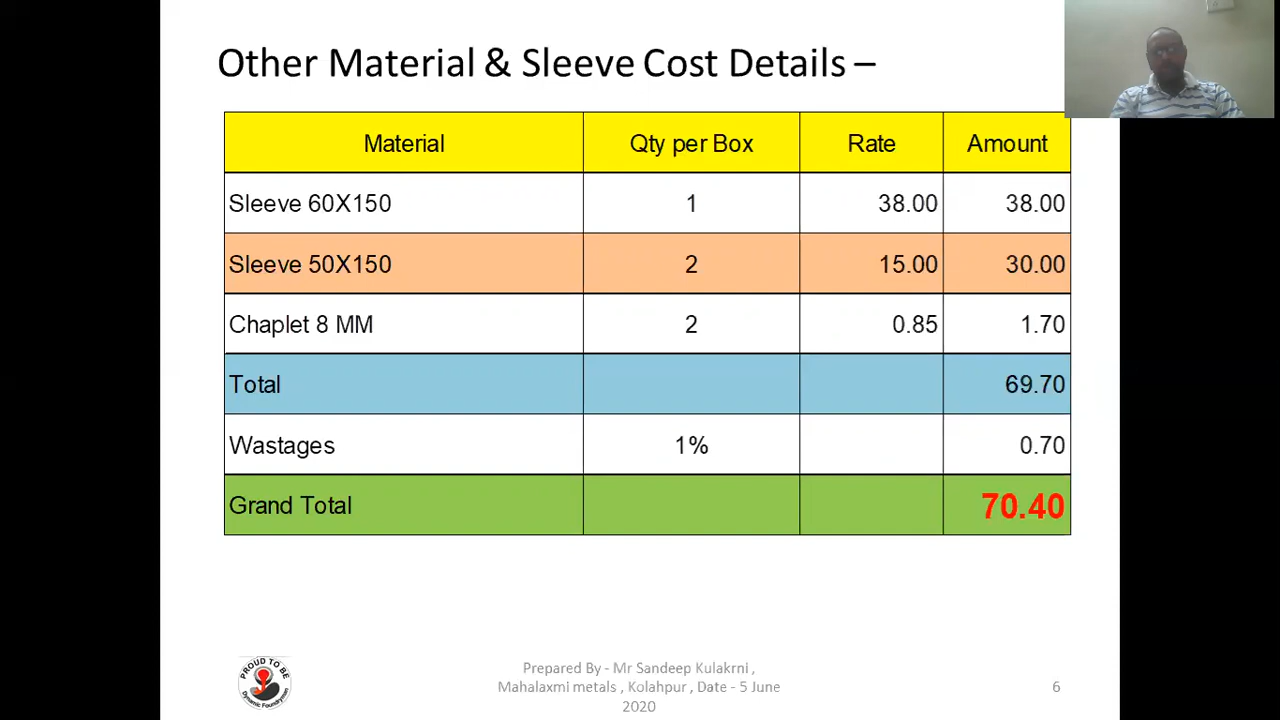 Other Material & Sleeve Cost Details –
Material Qty per Box Rate Amount
Sleeve 60X150 1 38.00 38.00
Sleeve 50X150 2 15.00 30.00
Chaplet 8 MM 2 0.85 1.70
Total 69.70
Wastages 1% 0.70
Grand Total 70.40
PROUD TO BE
Dynamic Foundrymen
Prepared By - Mr Sandeep Kulakrni ,
Mahalaxmi metals , Kolahpur , Date - 5 June
2020
6